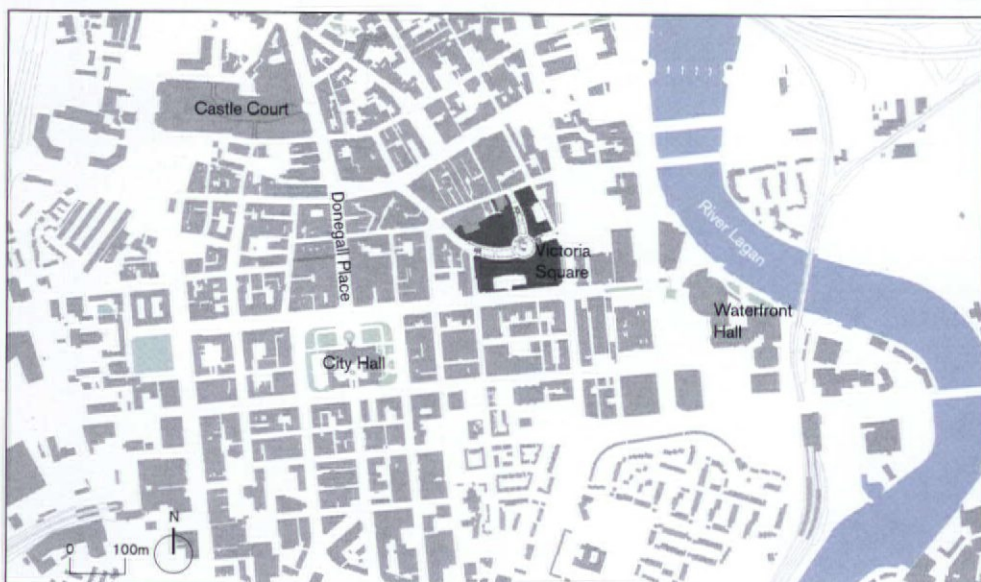 Castle Court
Donegall Place
River Lagan
Victoria
Square
Waterfront
Hall
City Hall
N
0 100m